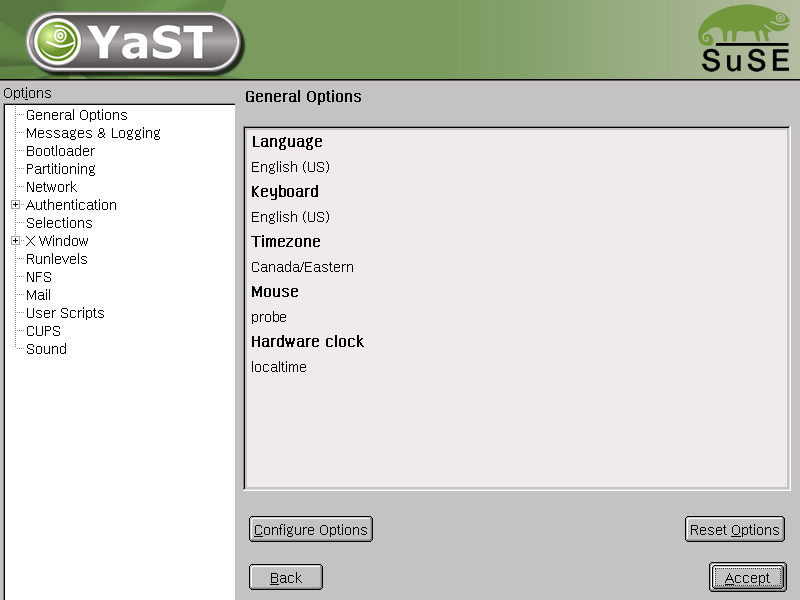 YaST
SuSE
Options
General Options
Messages & Logging
Bootloader
Partitioning
Network
Authentication
Selections
X Window
Runlevels
NFS
Mail
User Scripts
CUPS
Sound
General Options
Language
English (US)
Keyboard
English (US)
Timezone
Canada/Eastern
Mouse
probe
Hardware clock
localtime
Configure Options
Reset Options
Back
Accept